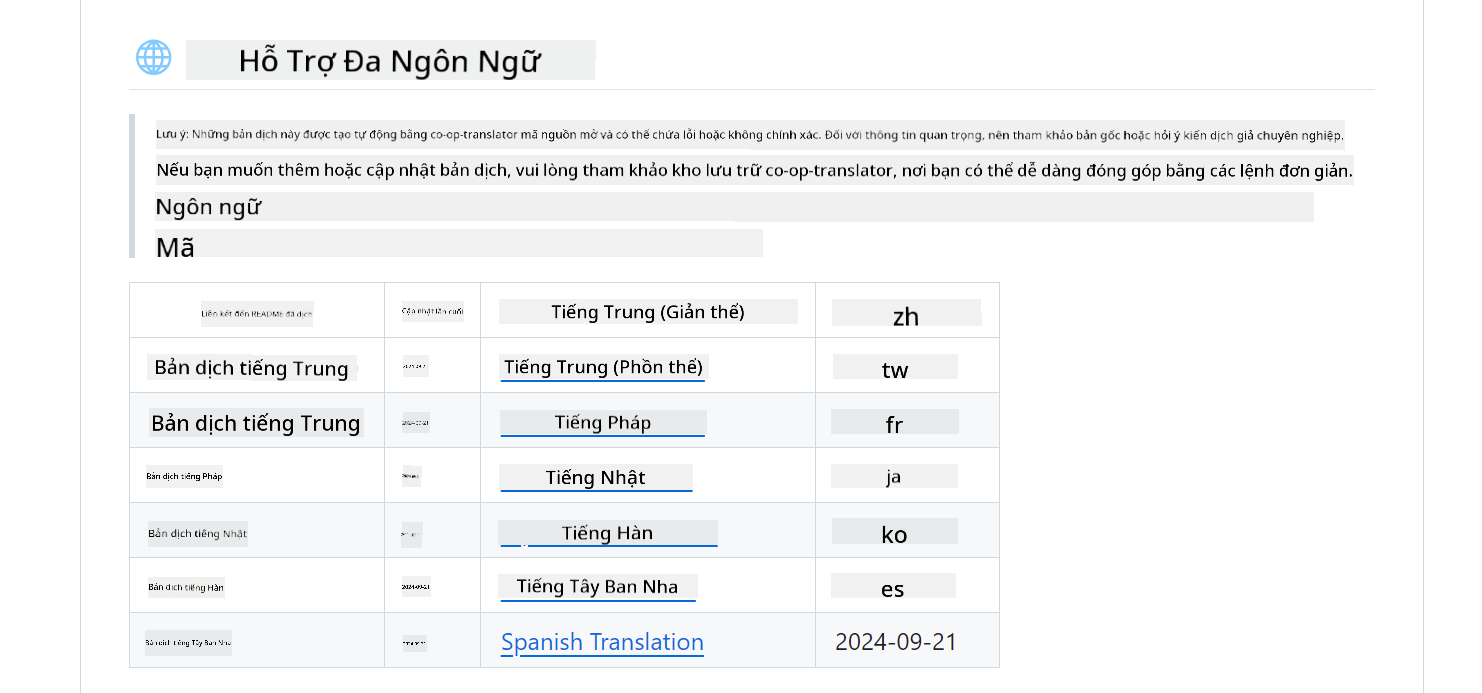 Hỗ Trợ Đa Ngôn Ngữ
Lưu ý: Những bản dịch này được tạo tự động bằng co-op-translator mã nguồn mở và có thể chứa lỗi hoặc không chính xác. Đối với thông tin quan trọng, nên tham khảo bản gốc hoặc hỏi ý kiến dịch giả chuyên nghiệp.
Nếu bạn muốn thêm hoặc cập nhật bản dịch, vui lòng tham khảo kho lưu trữ co-op-translator, nơi bạn có thể dễ dàng đóng góp bằng các lệnh đơn giản.
Ngôn ngữ
Mã
Liên kết đến README đã dịch Cập nhật lần cuối Tiếng Trung (Giản thể) zh
Bản dịch tiếng Trung Tiếng Trung (Phồn thể) tw
Bản dịch tiếng Trung 2024-09-21 Tiếng Pháp fr
Bản dịch tiếng Pháp Tiếng Nhật ja
Bản dịch tiếng Nhật Tiếng Hàn ko
Bản dịch tiếng Hàn 2024-09-21 Tiếng Tây Ban Nha es
Bản dịch tiếng Tây Ban Nha Spanish Translation 2024-09-21